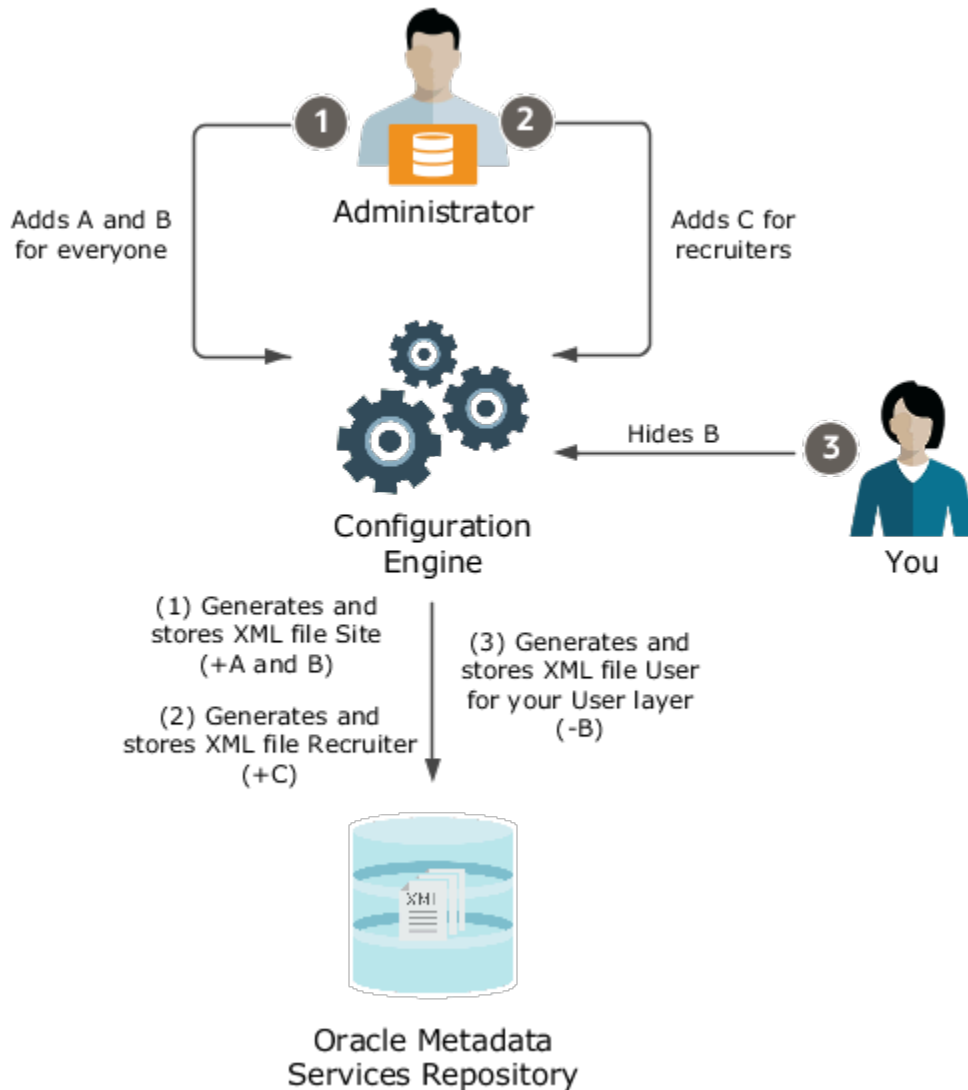 1
2
Administrator
Adds A and B
for everyone
Adds C for
recruiters
Hides B
3
You
Configuration
Engine
(1) Generates and
stores XML file Site
(+A and B)
(2) Generates and
stores XML file Recruiter
(+C)
(3) Generates and
stores XML file User
for your User layer
(-B)
XML
Oracle Metadata
Services Repository